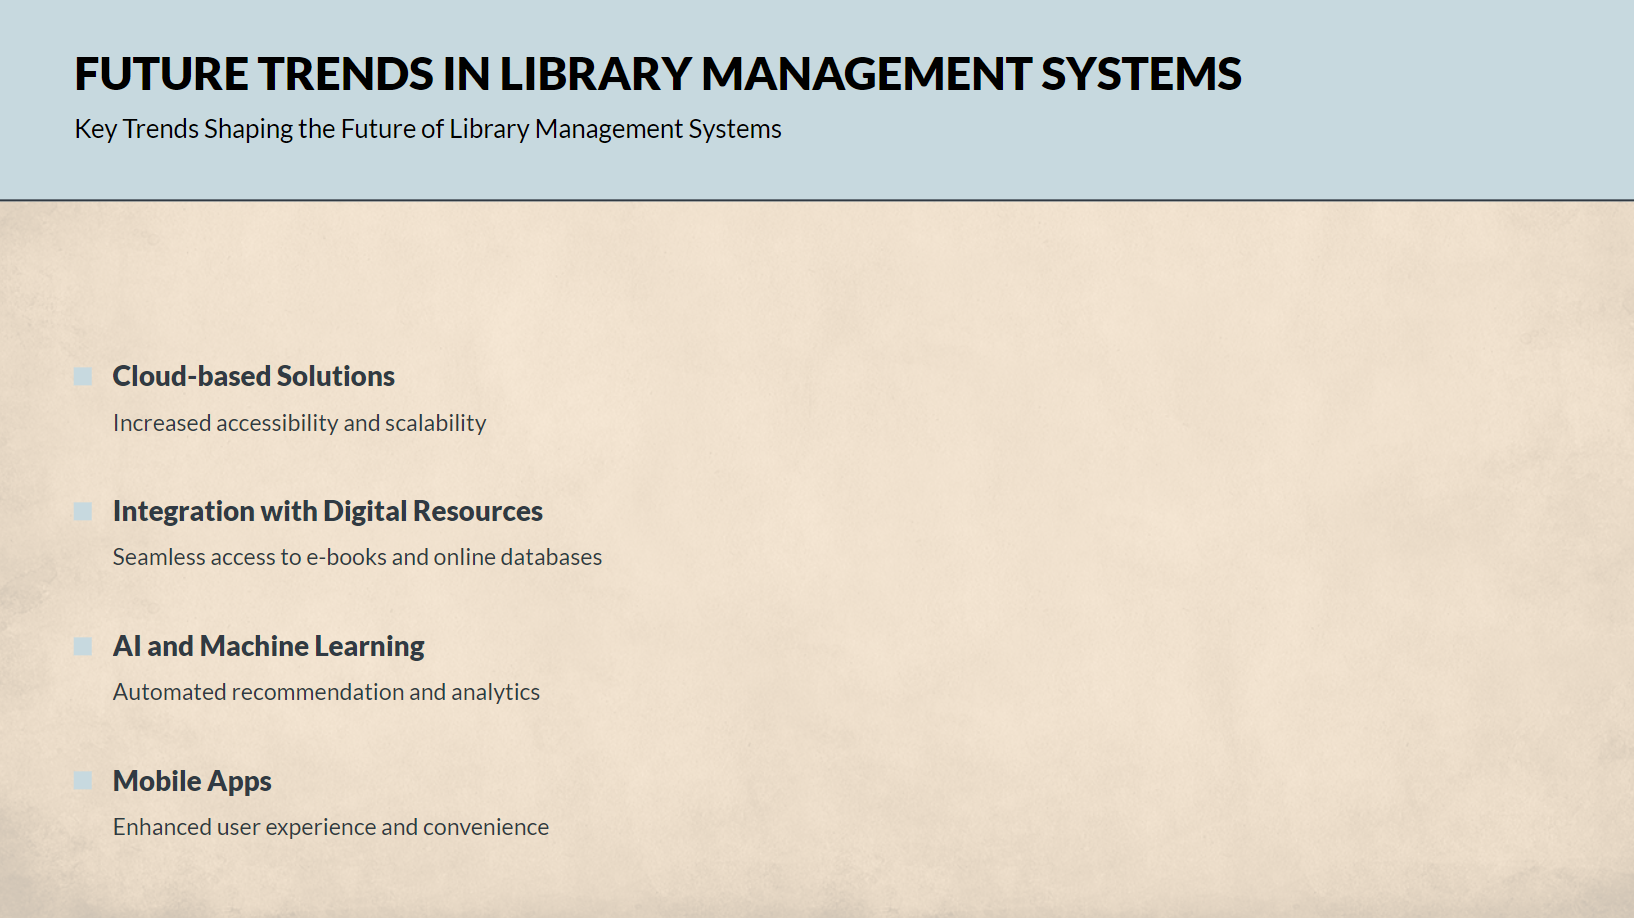 FUTURE TRENDS IN LIBRARY MANAGEMENT SYSTEMS
Key Trends Shaping the Future of Library Management Systems
Cloud-based Solutions
Increased accessibility and scalability
Integration with Digital Resources
Seamless access to e-books and online databases
AI and Machine Learning
Automated recommendation and analytics
Mobile Apps
Enhanced user experience and convenience